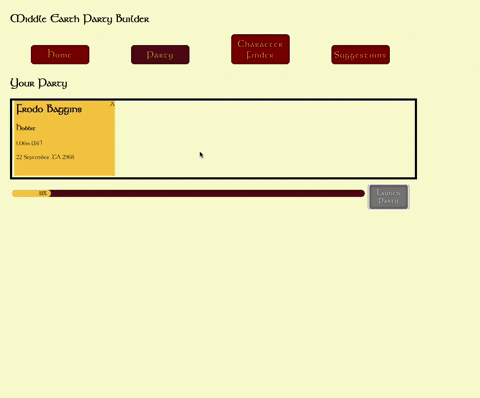 Middle Earth Party Builder
Home
Party
Character
Finder
Suggestions
Your Party
Frodo Baggins
X
Hobbit
1.06m (3'6")
22 September ,TA 2968
11%
Launch
Party